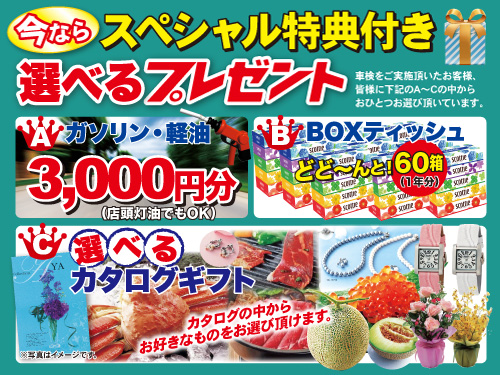 今なら
スペシャル特典付き
選べるプレゼント
車検をご実施頂いたお客様、
皆様に下記のA〜Cの中から
おひとつお選び頂いています。
A ガソリン・軽油
3,000円分
(店頭灯油でもOK)
B BOXティッシュ
どど〜んと!60箱
(1年分)
scottie
C 選べる
カタログギフト
YA
カタログの中から
お好きなものをお選び頂けます。
※写真はイメージです。